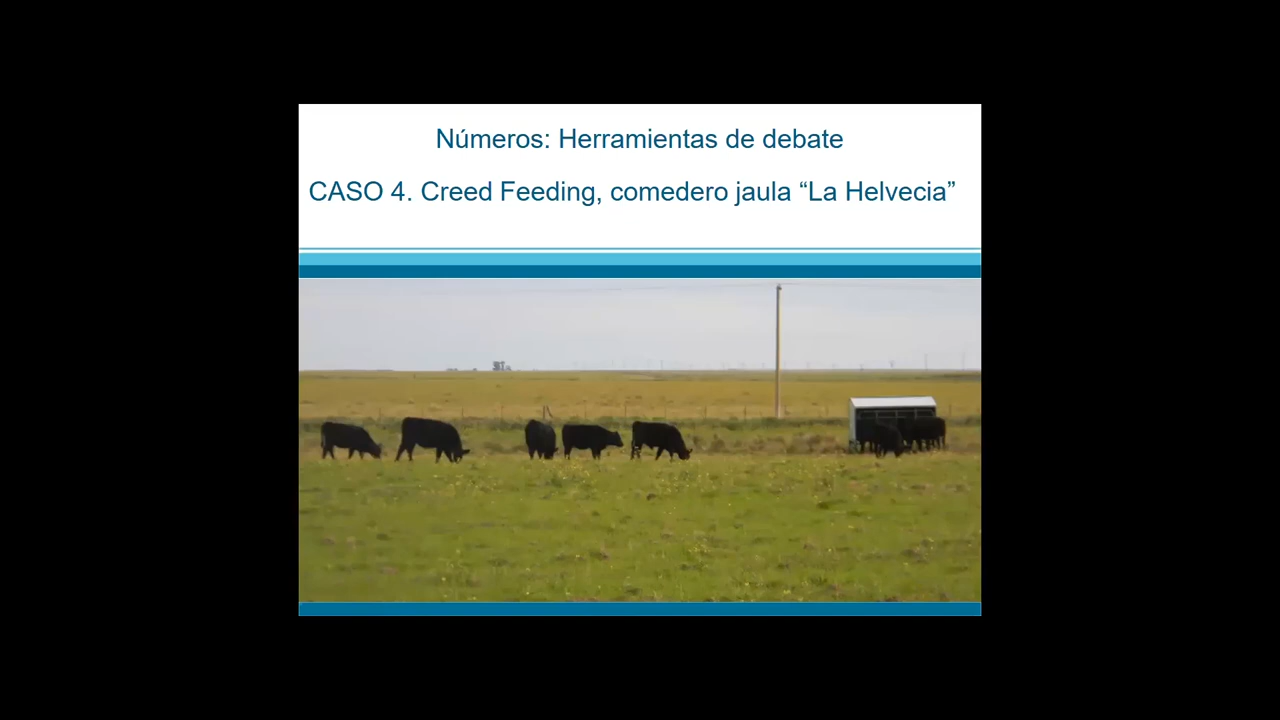 Números: Herramientas de debate
CASO 4. Creed Feeding, comedero jaula “La Helvecia”